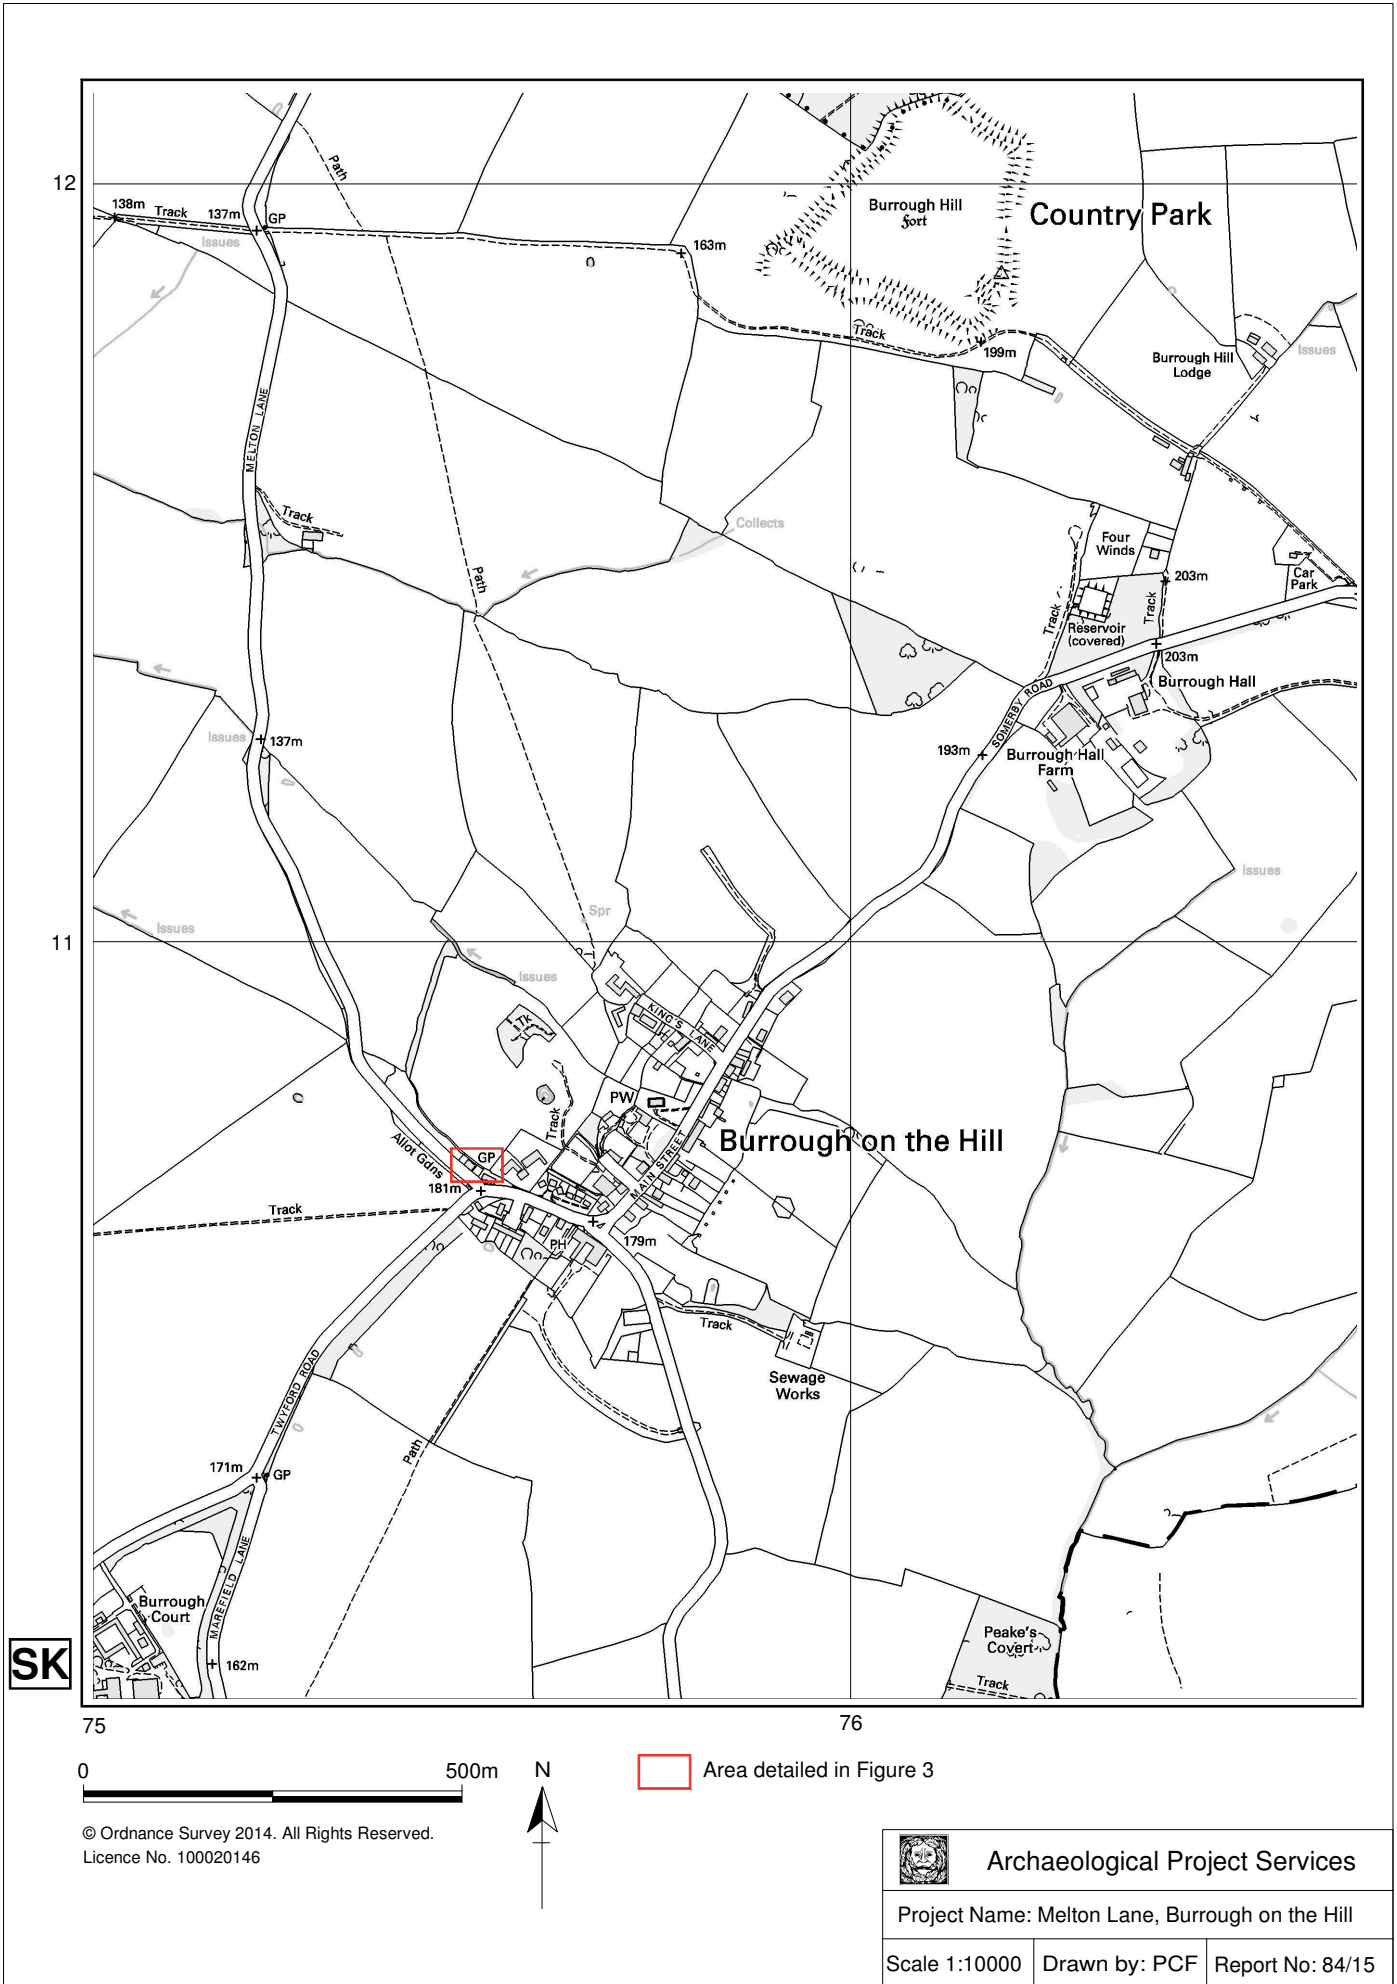 12
138m
Track
137m
GP
Path
Issues
163m
Burrough Hill
fort
Country Park
Track
199m
Burrough Hill
Lodge
Issues
MELTON LANE
Track
Collects
Path
Four
Winds
203m
Car
Park
Track
Track
Reservoir
(covered)
203m
Burrough Hall
SOMERBY ROAD
193m
Burrough Hall
Farm
Issues
137m
Issues
Spr
11
Issues
Issues
Tk
KING'S LANE
PW
Track
MAIN STREET
Burrough on the Hill
Allot Gdns
GP
181m
Track
PH
179m
Track
Sewage
Works
TWYFORD ROAD
Path
171m
GP
MAREFIELD LANE
Burrough
Court
162m
Peake's
Covert
Track
SK
75
76
0
500m
N
Area detailed in Figure 3
© Ordnance Survey 2014. All Rights Reserved.
Licence No. 100020146
Archaeological Project Services
Project Name: Melton Lane, Burrough on the Hill
Scale 1:10000
Drawn by: PCF
Report No: 84/15